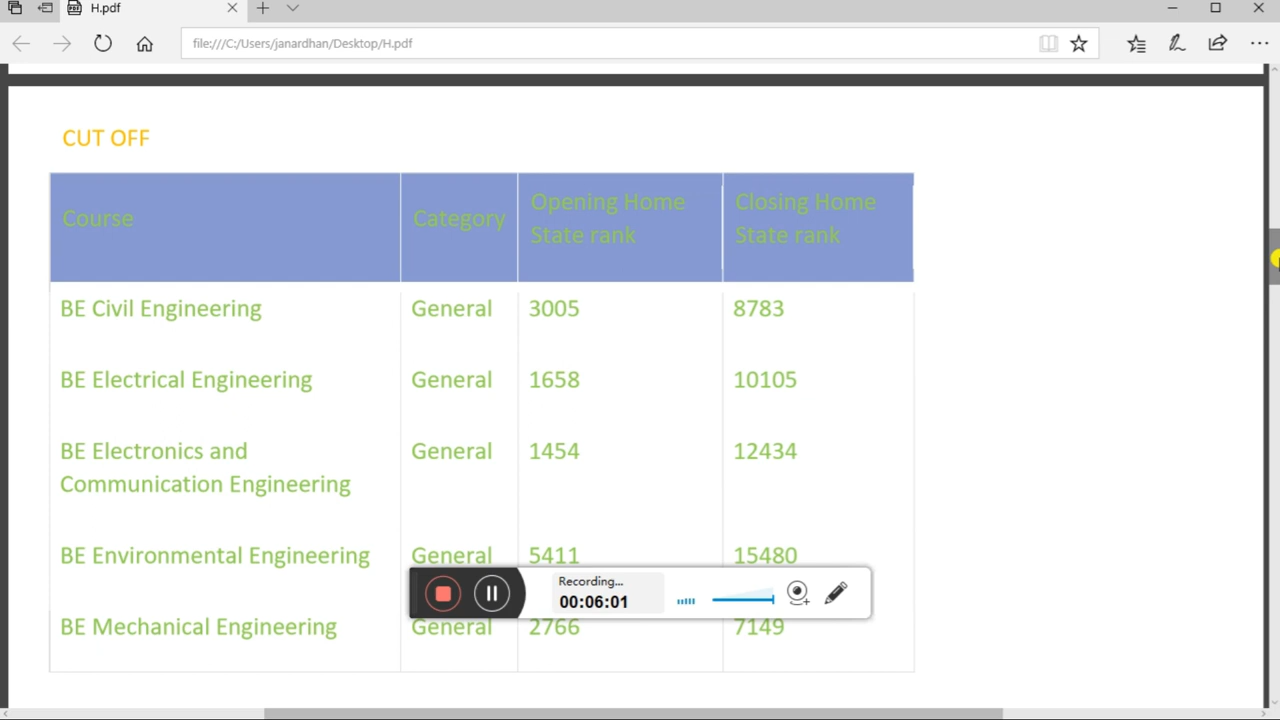 H.pdf
file:///C:/Users/janardhan/Desktop/H.pdf
CUT OFF
Course
Category
Opening Home
State rank
Closing Home
State rank
BE Civil Engineering General 3005 8783
BE Electrical Engineering General 1658 10105
BE Electronics and General 1454 12434
Communication Engineering
BE Environmental Engineering General 5411 15480
Recording...
00:06:01
BE Mechanical Engineering General 2766 7149